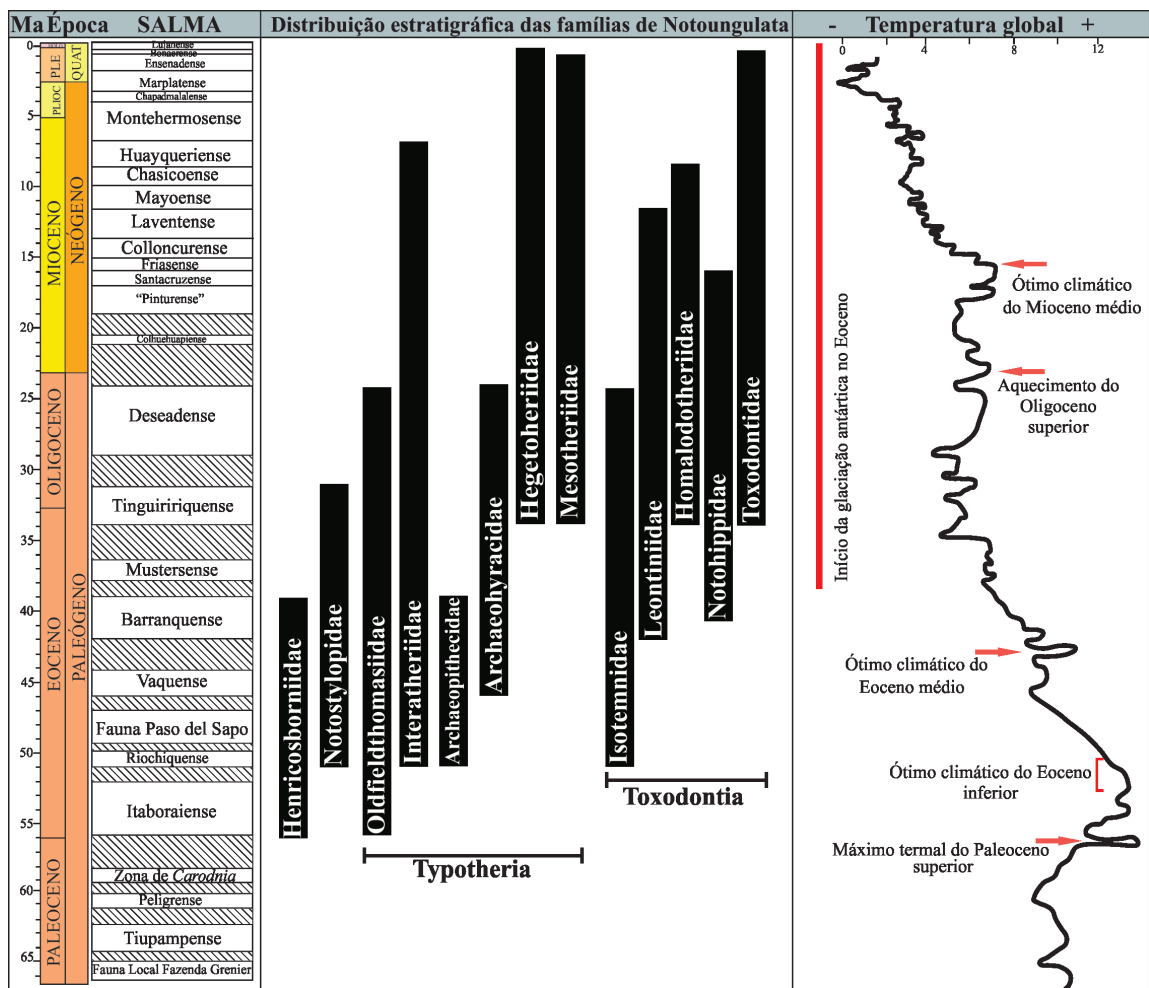 Ma Época SALMA Distribuição estratigráfica das famílias de Notoungulata - Temperatura global +
0 4 8 12
0
5
10
15
20
25
30
35
40
45
50
55
60
65
PLE
PLIOC
MIOCENO
OLIGOCENO
EOCENO
PALEOCENO
QUAT
NEÓGENO
PALEÓGENO
Lujanense
Bonaerense
Ensenadense
Marplatense
Chapadmalalense
Montehermosense
Huayqueriense
Chasicoense
Mayoense
Laventense
Colloncurense
Friasense
Santacruzense
“Pinturense”
Colhuehuapiense
Deseadense
Tinguiririquense
Mustersense
Barranquense
Vaquense
Fauna Paso del Sapo
Riochiquense
Itaboraiense
Zona de Carodnia
Peligrense
Tiupampense
Fauna Local Fazenda Grenier
Henricosborniidae
Notostylopidae
Oldfieldthomasiidae
Interatheriidae
Archaeopithecidae
Archaeohyracidae
Hegetoheriidae
Mesotheriidae
Isotemnidae
Leontiniidae
Homalodotheriidae
Notohippidae
Toxodontidae
Typotheria
Toxodontia
Início da glaciação antártica no Eoceno
Ótimo climático
do Mioceno médio
Aquecimento do
Oligoceno
superior
Ótimo climático do
Eoceno médio
Ótimo climático do Eoceno
inferior
Máximo termal do Paleoceno
superior